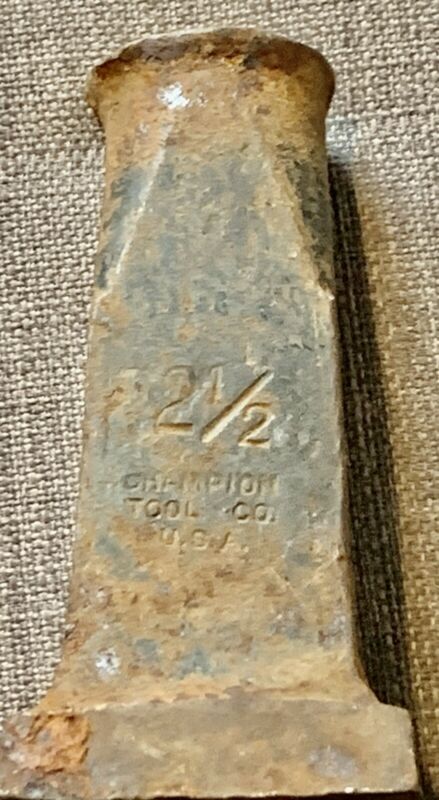 2 1/2
CHAMPION
TOOL CO.
U.S.A.